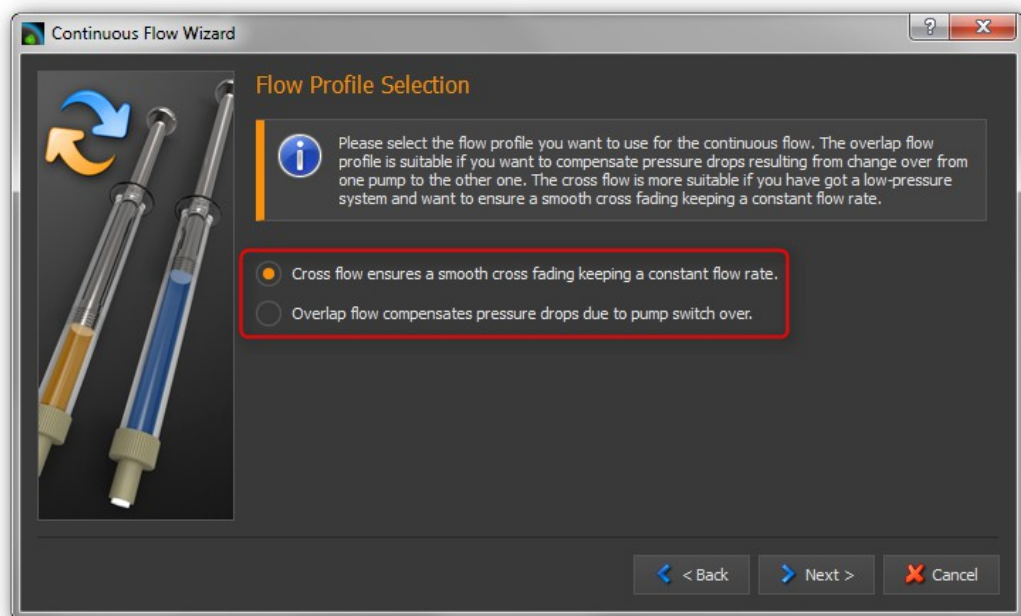 Continuous Flow Wizard
?
X
Flow Profile Selection
Please select the flow profile you want to use for the continuous flow. The overlap flow
profile is suitable if you want to compensate pressure drops resulting from change over from
one pump to the other one. The cross flow is more suitable if you have got a low-pressure
system and want to ensure a smooth cross fading keeping a constant flow rate.
Cross flow ensures a smooth cross fading keeping a constant flow rate.
Overlap flow compensates pressure drops due to pump switch over.
< Back
Next >
Cancel